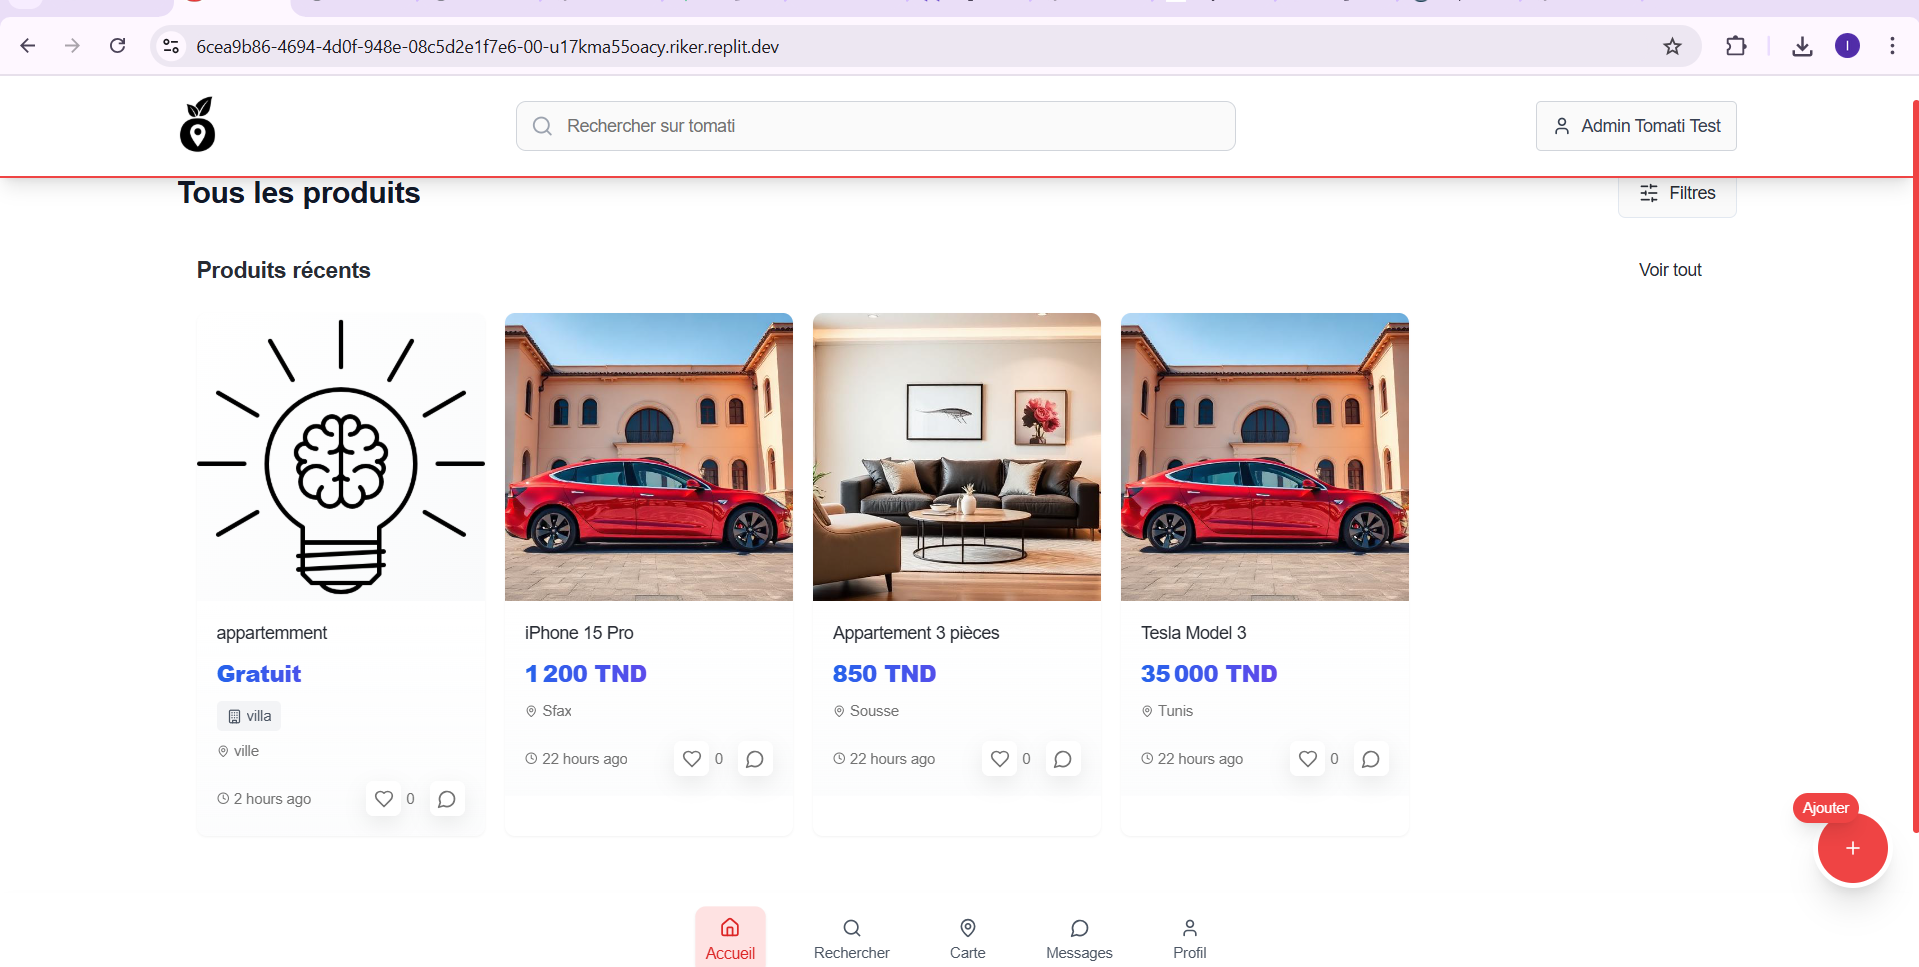 6cea9b86-4694-4d0f-948e-08c5d2e1f7e6-00-u17kma55oacy.riker.replit.dev
I
Rechercher sur tomati
Admin Tomati Test
Tous les produits
Filtres
Produits récents
Voir tout
appartemment
Gratuit
villa
ville
2 hours ago
0
iPhone 15 Pro
1 200 TND
Sfax
22 hours ago
0
Appartement 3 pièces
850 TND
Sousse
22 hours ago
0
Tesla Model 3
35 000 TND
Tunis
22 hours ago
0
Ajouter
+
Accueil
Rechercher
Carte
Messages
Profil